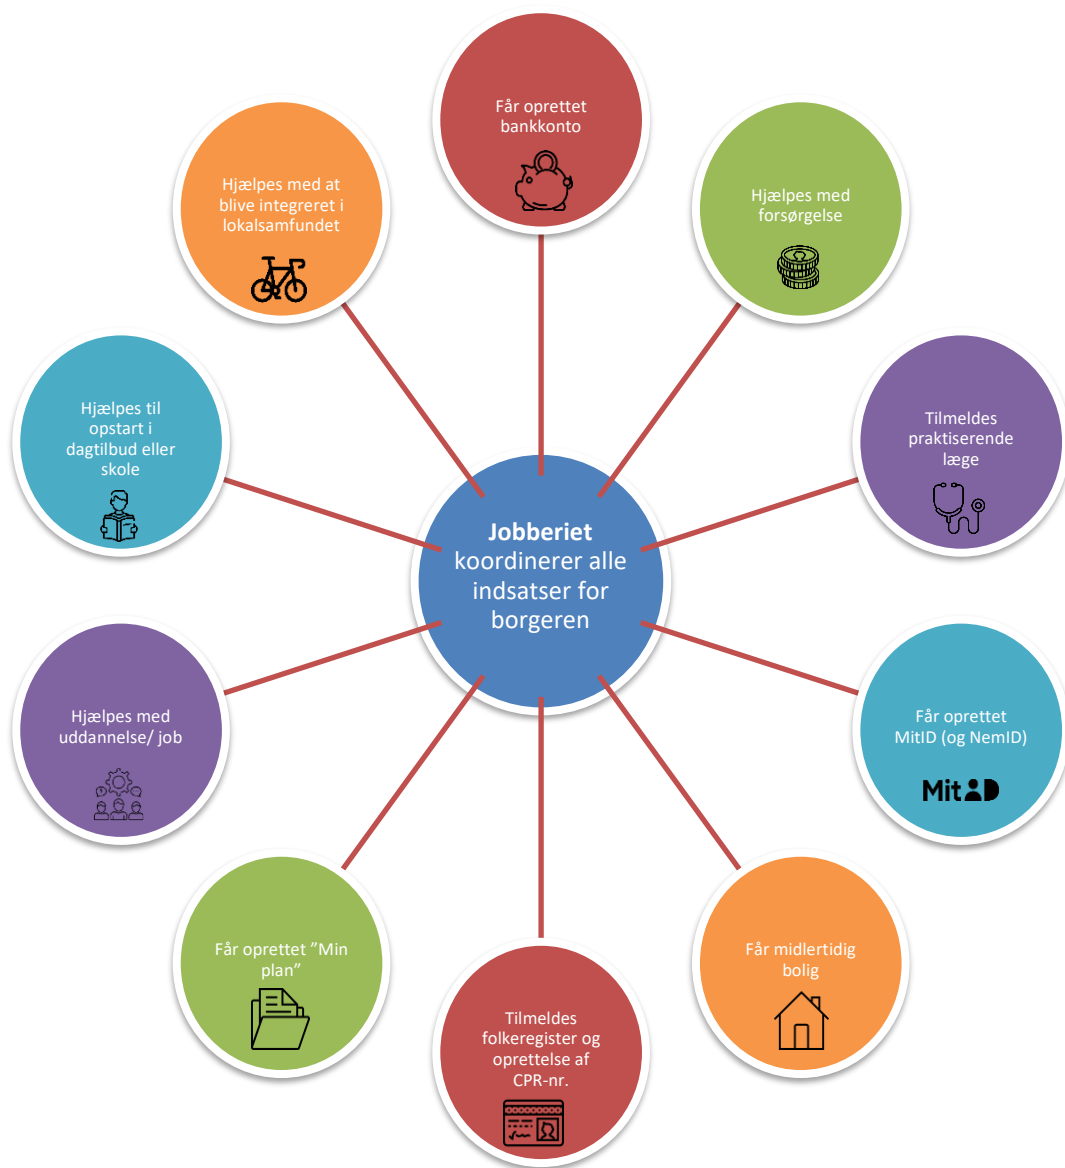 Får oprettet
bankkonto
Hjælpes med
forsørgelse
Tilmeldes
praktiserende
læge
Får oprettet
MitID (og NemID)
Mit ID
Får midlertidig
bolig
Tilmeldes
folkeregister og
oprettelse af
CPR-nr.
Får oprettet ”Min
plan”
Hjælpes med
uddannelse/ job
Hjælpes til
opstart i
dagtilbud eller
skole
Hjælpes med at
blive integreret i
lokalsamfundet
Jobberiet
koordinerer alle
indsatser for
borgeren